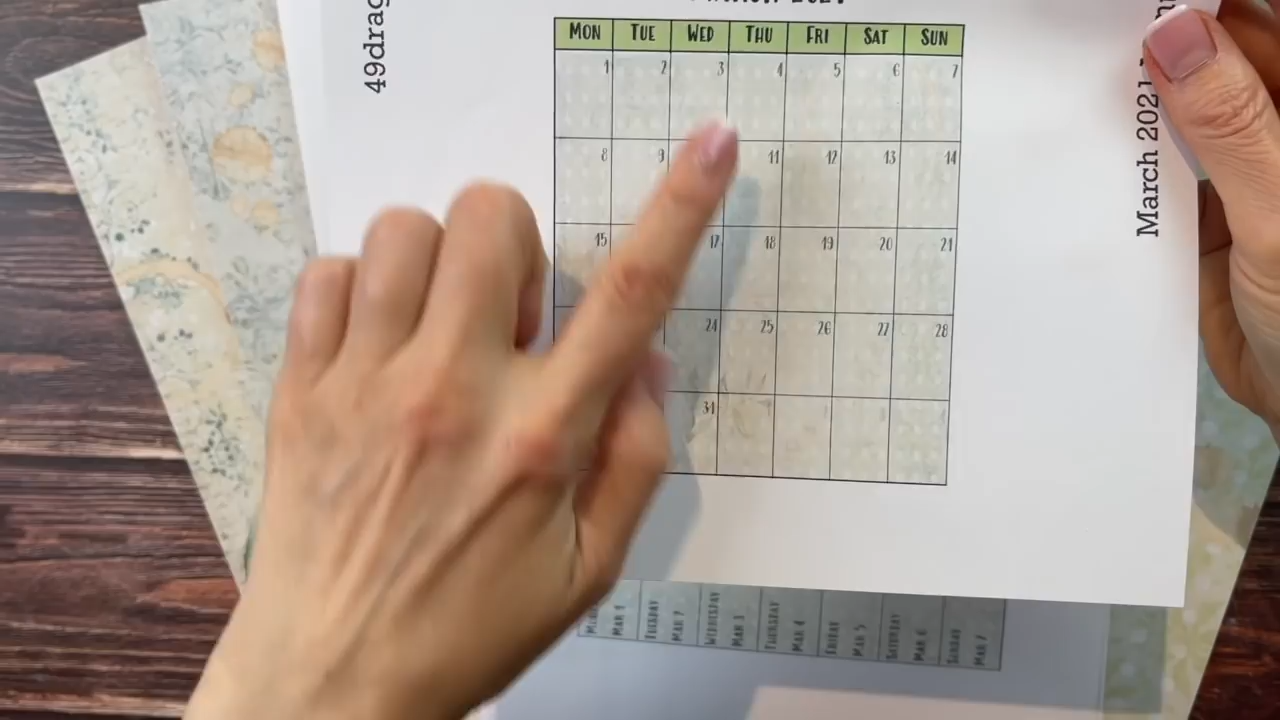 49drag
MON TUE WED THU FRI SAT SUN
1 2 3 4 5 6 7
8 9 11 12 13 14
15 17 18 19 20 21
24 25 26 27 28
31
March 2021
MAR 1 TUESDAY MAR 2 WEDNESDAY MAR 3 THURSDAY MAR 4 FRIDAY MAR 5 SATURDAY MAR 6 SUNDAY MAR 7